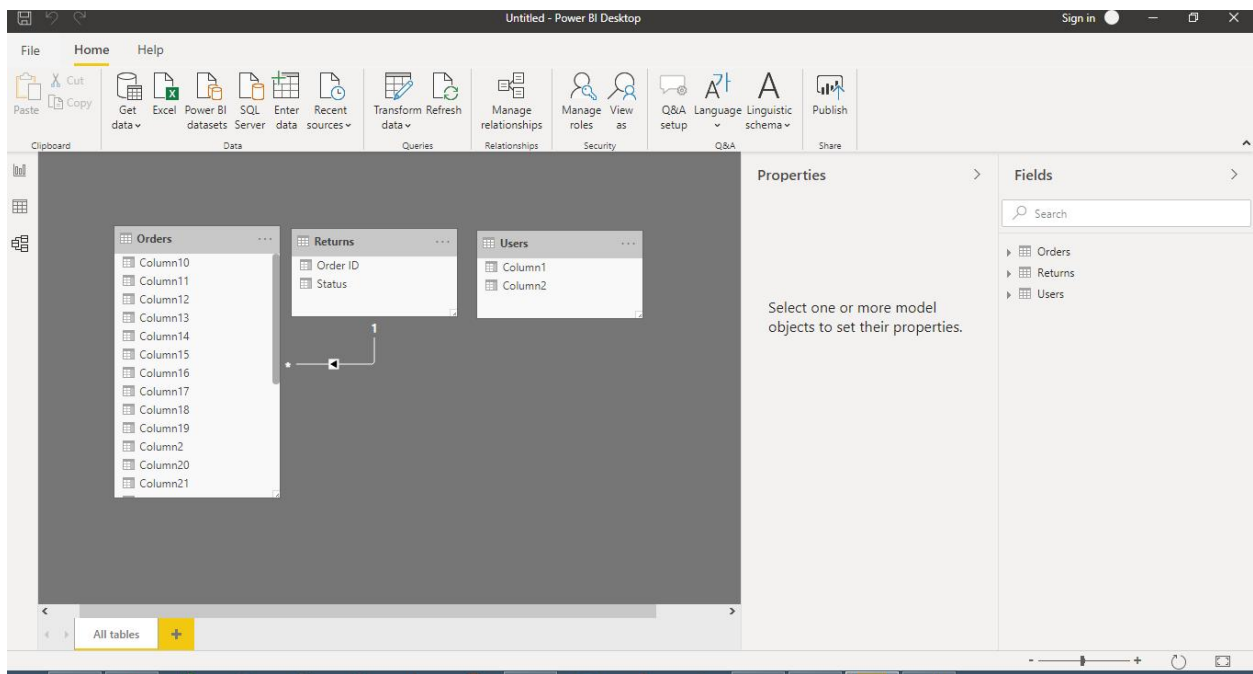 Untitled - Power BI Desktop
Sign in
File Home Help
Paste
Cut
Copy
Get data
Excel
Power BI datasets
SQL Server
Enter data
Recent sources
Transform data
Refresh
Manage relationships
Manage roles
View as
Q&A setup
Language
Linguistic schema
Publish
Clipboard Data Queries Relationships Security Q&A Share
Orders
Column10
Column11
Column12
Column13
Column14
Column15
Column16
Column17
Column18
Column19
Column2
Column20
Column21
Returns
Order ID
Status
1
*
Users
Column1
Column2
All tables
Properties
Select one or more model
objects to set their properties.
Fields
Search
Orders
Returns
Users